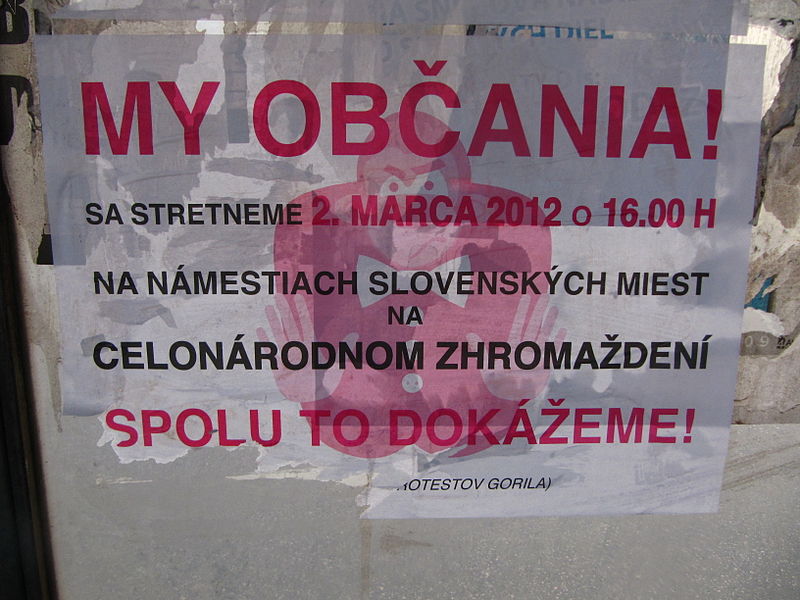 MY OBČANIA!
SA STRETNEME 2. MARCA 2012 O 16.00 H
NA NÁMESTIACH SLOVENSKÝCH MIEST
NA
CELONÁRODNOM ZHROMAŽDENÍ
SPOLU TO DOKÁŽEME!
ROTESTOV GORILA)